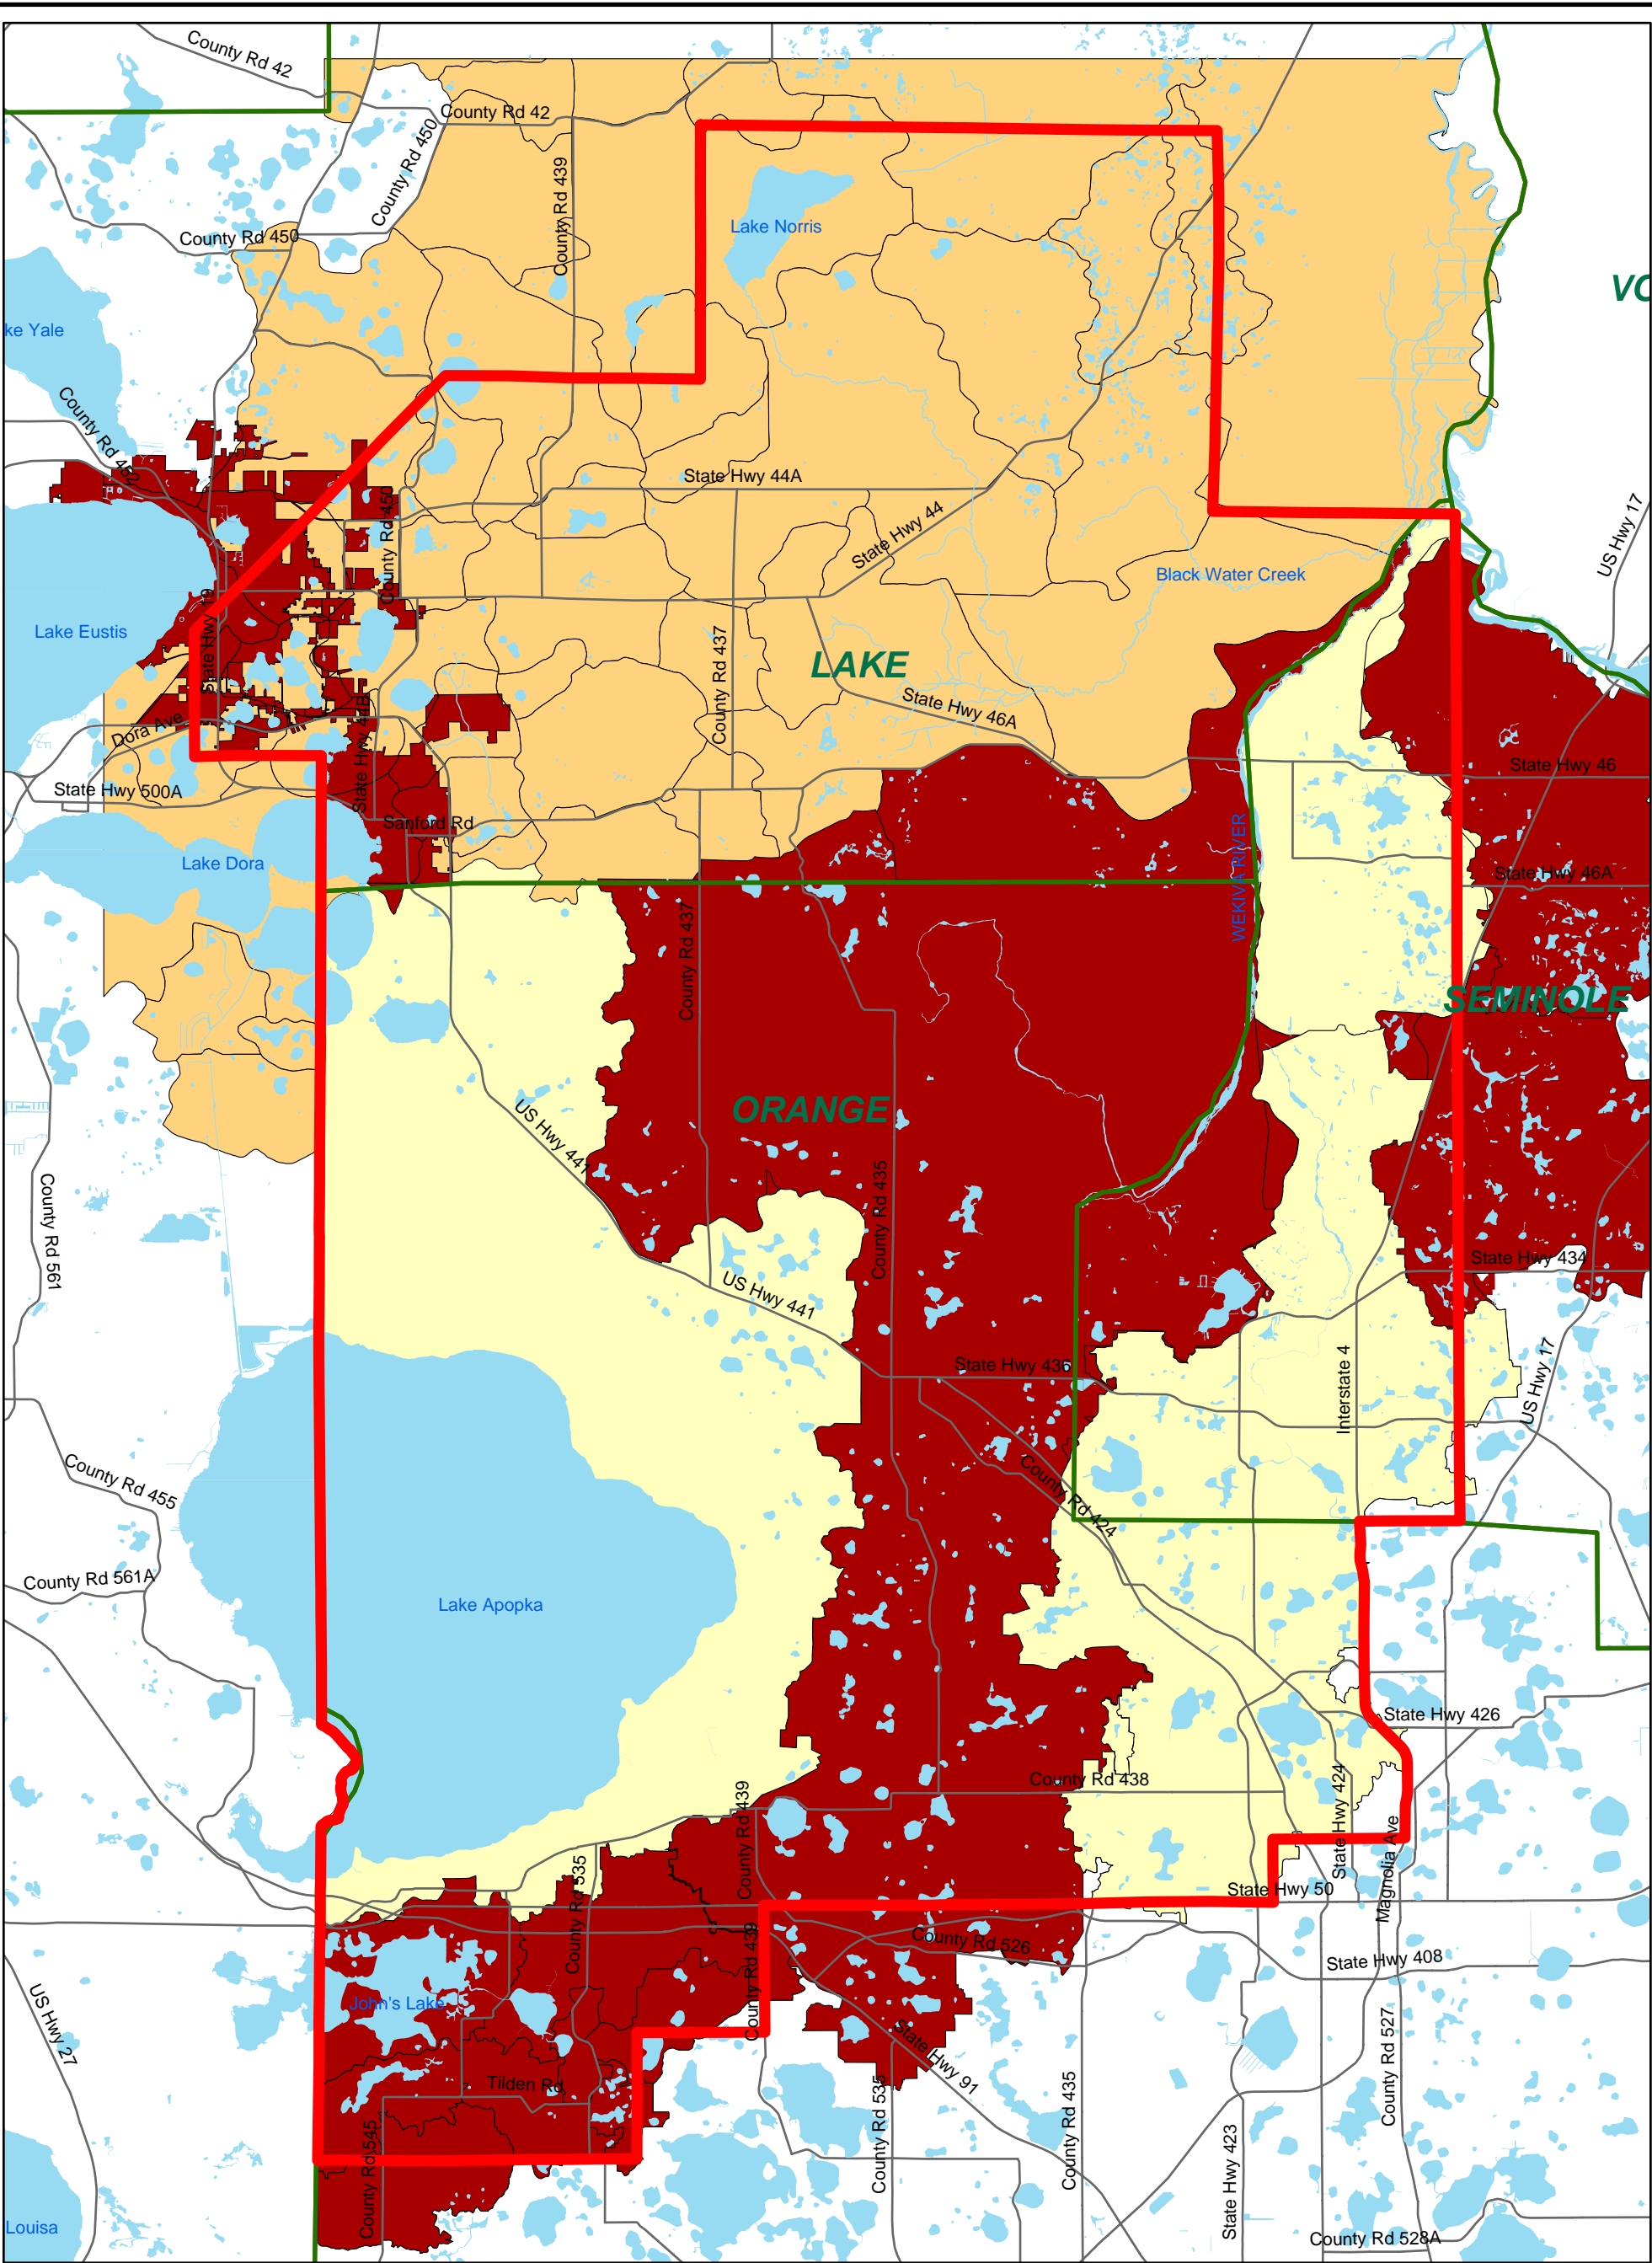 County Rd 42
County Rd 42
County Rd 450
County Rd 439
County Rd 450
Lake Norris
VO
ke Yale
County Rd 452
State Hwy 44A
County Rd 450
State Hwy 44
US Hwy 17
Black Water Creek
Lake Eustis
State Hwy 19
County Rd 437
LAKE
State Hwy 46A
Dora Ave
State Hwy 44B
State Hwy 46
State Hwy 500A
Sanford Rd
WEKIVA RIVER
Lake Dora
State Hwy 46A
County Rd 437
SEMINOLE
US Hwy 441
ORANGE
County Rd 561
County Rd 435
State Hwy 434
US Hwy 441
State Hwy 436
Interstate 4
US Hwy 17
County Rd 455
County Rd 424
County Rd 561A
Lake Apopka
State Hwy 426
County Rd 438
County Rd 439
State Hwy 424
Magnolia Ave
County Rd 535
State Hwy 50
County Rd 439
County Rd 526
State Hwy 408
US Hwy 27
John's Lake
State Hwy 91
County Rd 527
Tilden Rd
County Rd 535
County Rd 435
State Hwy 423
County Rd 545
Louisa
County Rd 528A